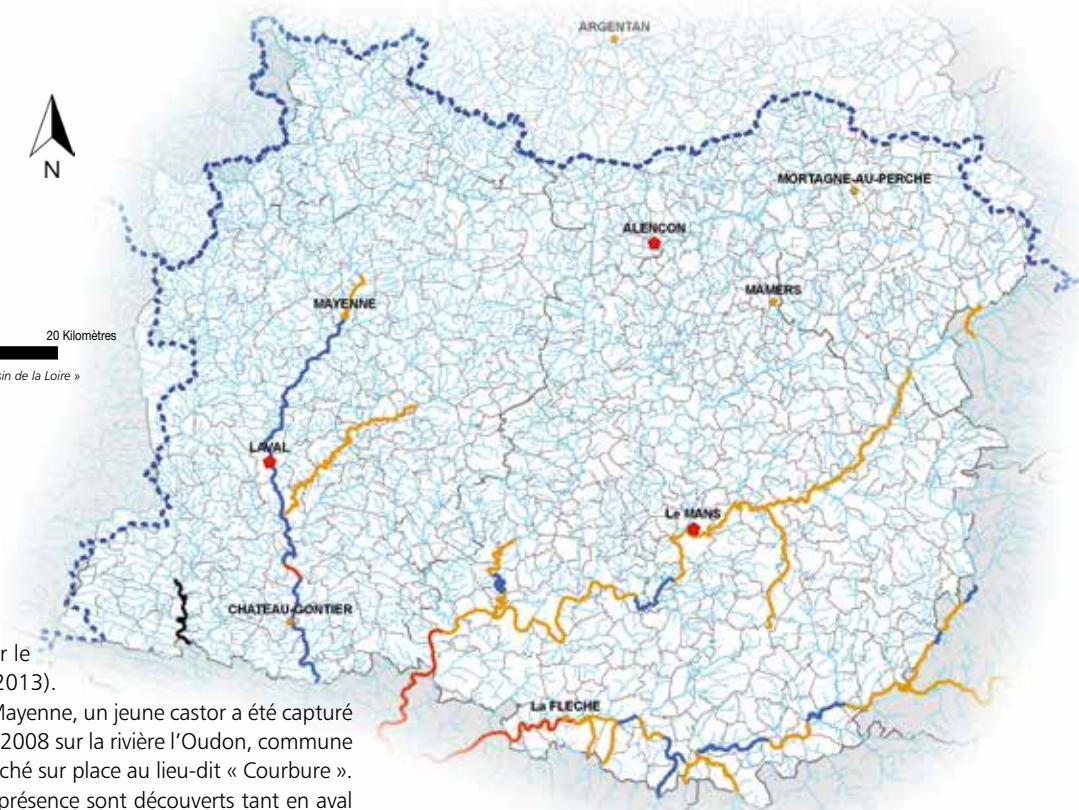 ARGENTAN
N
MORTAGNE-AU-PERCHE
ALENCON
MAMERS
MAYENNE
20 Kilomètres
sin de la Loire »
LAVAL
Le MANS
CHATEAU-GONTIER
La FLECHE
r le
2013).
Mayenne, un jeune castor a été capturé
2008 sur la rivière l’Oudon, commune
ché sur place au lieu-dit « Courbure ».
présence sont découverts tant en aval